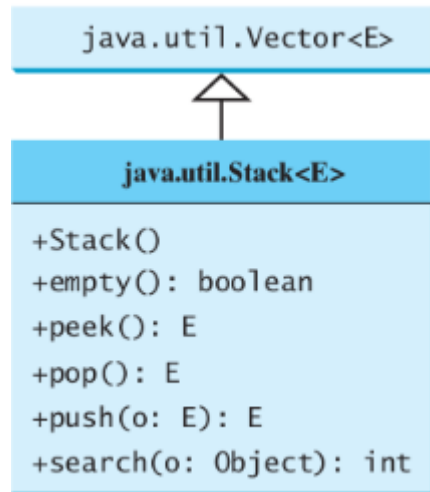 java.util.Vector<E>
java.util.Stack<E>
+Stack()
+empty(): boolean
+peek(): E
+pop(): E
+push(o: E): E
+search(o: Object): int